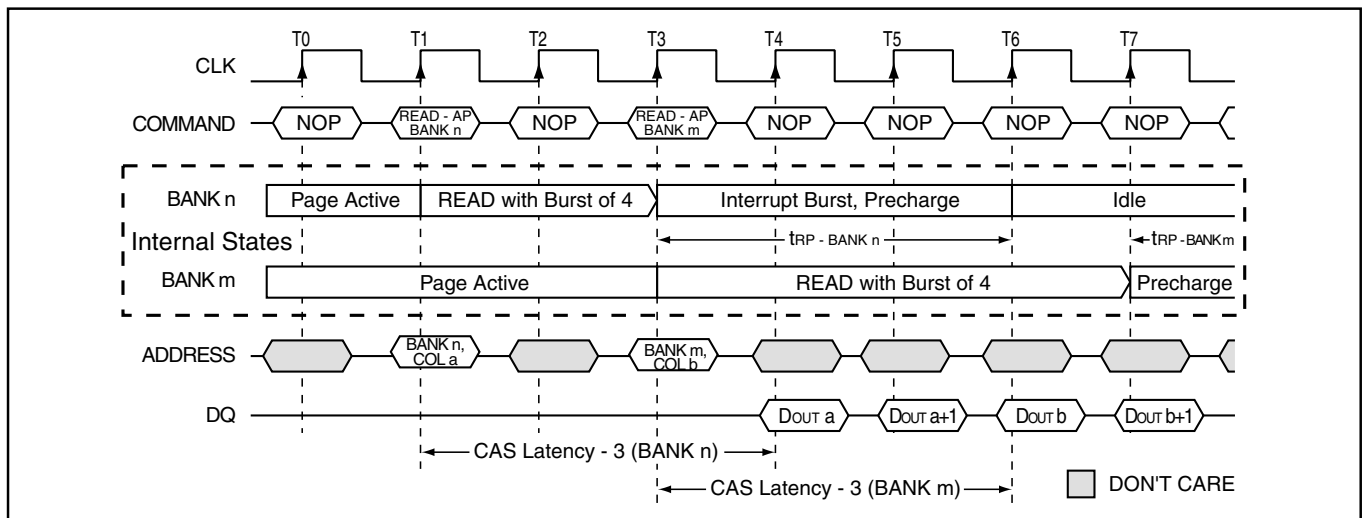 T0 T1 T2 T3 T4 T5 T6 T7
CLK
COMMAND NOP READ - AP BANK n NOP READ - AP BANK m NOP NOP NOP NOP
BANK n Page Active READ with Burst of 4 Interrupt Burst, Precharge Idle
Internal States tRP - BANK n tRP - BANK m
BANK m Page Active READ with Burst of 4 Precharge
ADDRESS BANK n, COL a BANK m, COL b
DQ DOUT a DOUT a+1 DOUT b DOUT b+1
CAS Latency - 3 (BANK n)
CAS Latency - 3 (BANK m) DON'T CARE